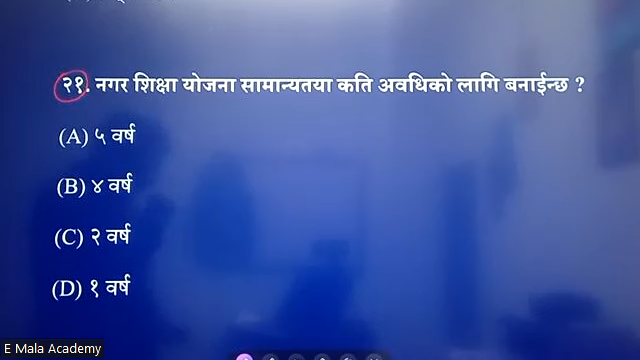 २१. नगर शिक्षा योजना सामान्यतया कति अवधिको लागि बनाईन्छ ?
(A) ५ वर्ष
(B) ४ वर्ष
(C) २ वर्ष
(D) १ वर्ष
E Mala Academy